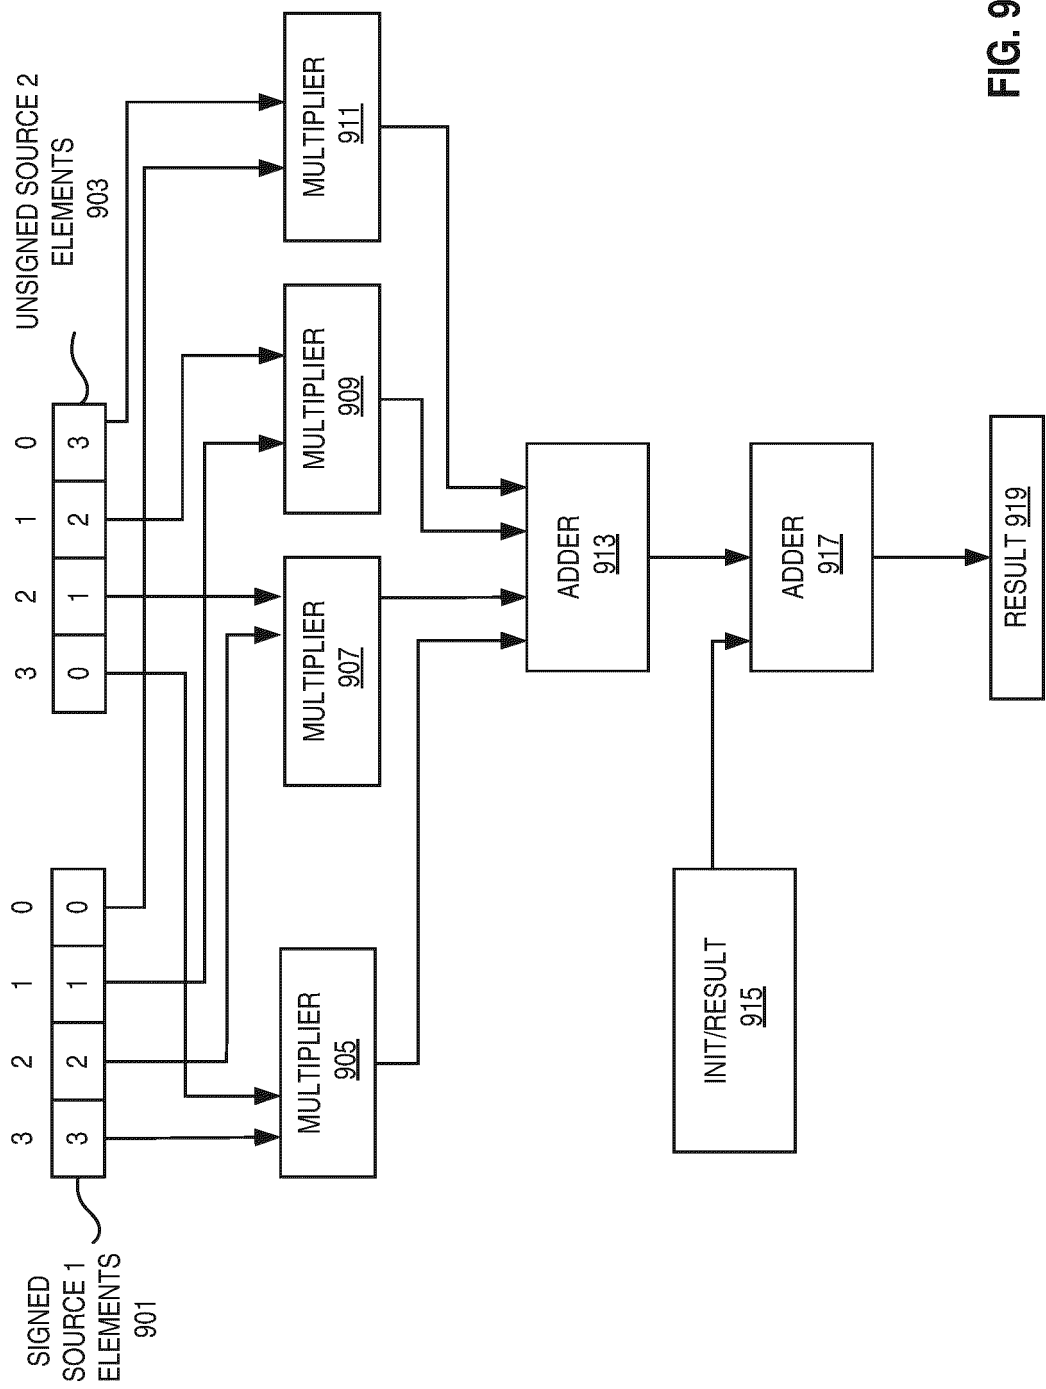 SIGNED
SOURCE 1
ELEMENTS
901
3 2 1 0
3 2 1 0
UNSIGNED SOURCE 2
ELEMENTS
903
3 2 1 0
0 1 2 3
MULTIPLIER
905
MULTIPLIER
907
MULTIPLIER
909
MULTIPLIER
911
ADDER
913
INIT/RESULT
915
ADDER
917
RESULT 919
FIG. 9